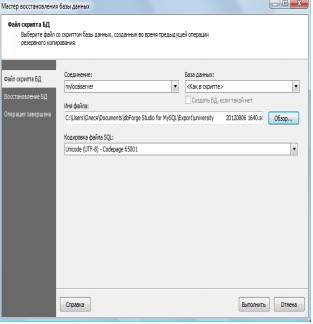 Мастер восстановления базы данных
Файл скрипта БД
Выберите файл со скриптом базы данных, созданным во время предыдущей операции
резервного копирования.
Файл скрипта БД
Восстановление БД
Операция завершена
Соединение:
База данных:
mylocalserver
<Как в скрипте>
Создать БД, если такой нет
Имя файла:
C:\Users\Олеся\Documents\dbForge Studio for MySQL\Export\university 20120806 1640.sc
Обзор...
Кодировка файла SQL:
Unicode (UTF-8) - Codepage 65001
Справка
Выполнить
Отмена